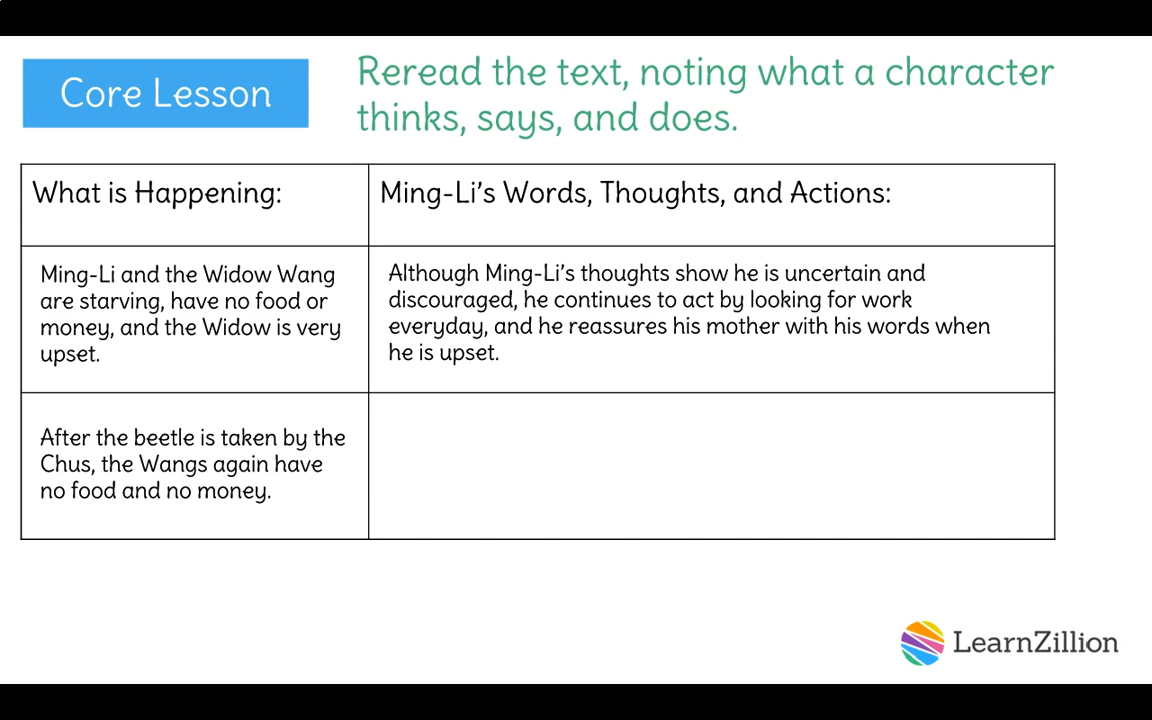 Core Lesson
Reread the text, noting what a character
thinks, says, and does.
What is Happening:
Ming-Li's Words, Thoughts, and Actions:
Ming-Li and the Widow Wang
are starving, have no food or
money, and the Widow is very
upset.
Although Ming-Li's thoughts show he is uncertain and
discouraged, he continues to act by looking for work
everyday, and he reassures his mother with his words when
he is upset.
After the beetle is taken by the
Chus, the Wangs again have
no food and no money.
LearnZillion